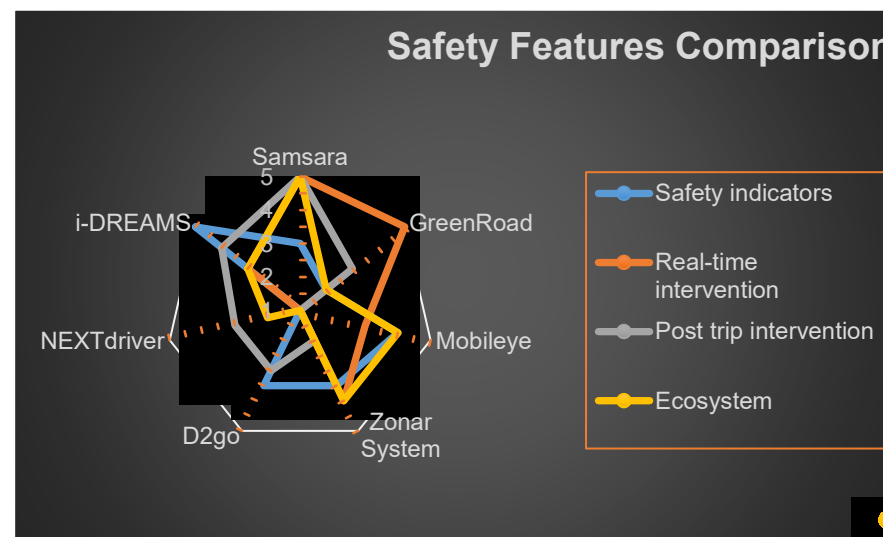 Safety Features Comparison
Samsara
5
4
3
2
1
GreenRoad
Mobileye
Zonar
System
D2go
NEXTdriver
i-DREAMS
Safety indicators
Real-time
intervention
Post trip intervention
Ecosystem